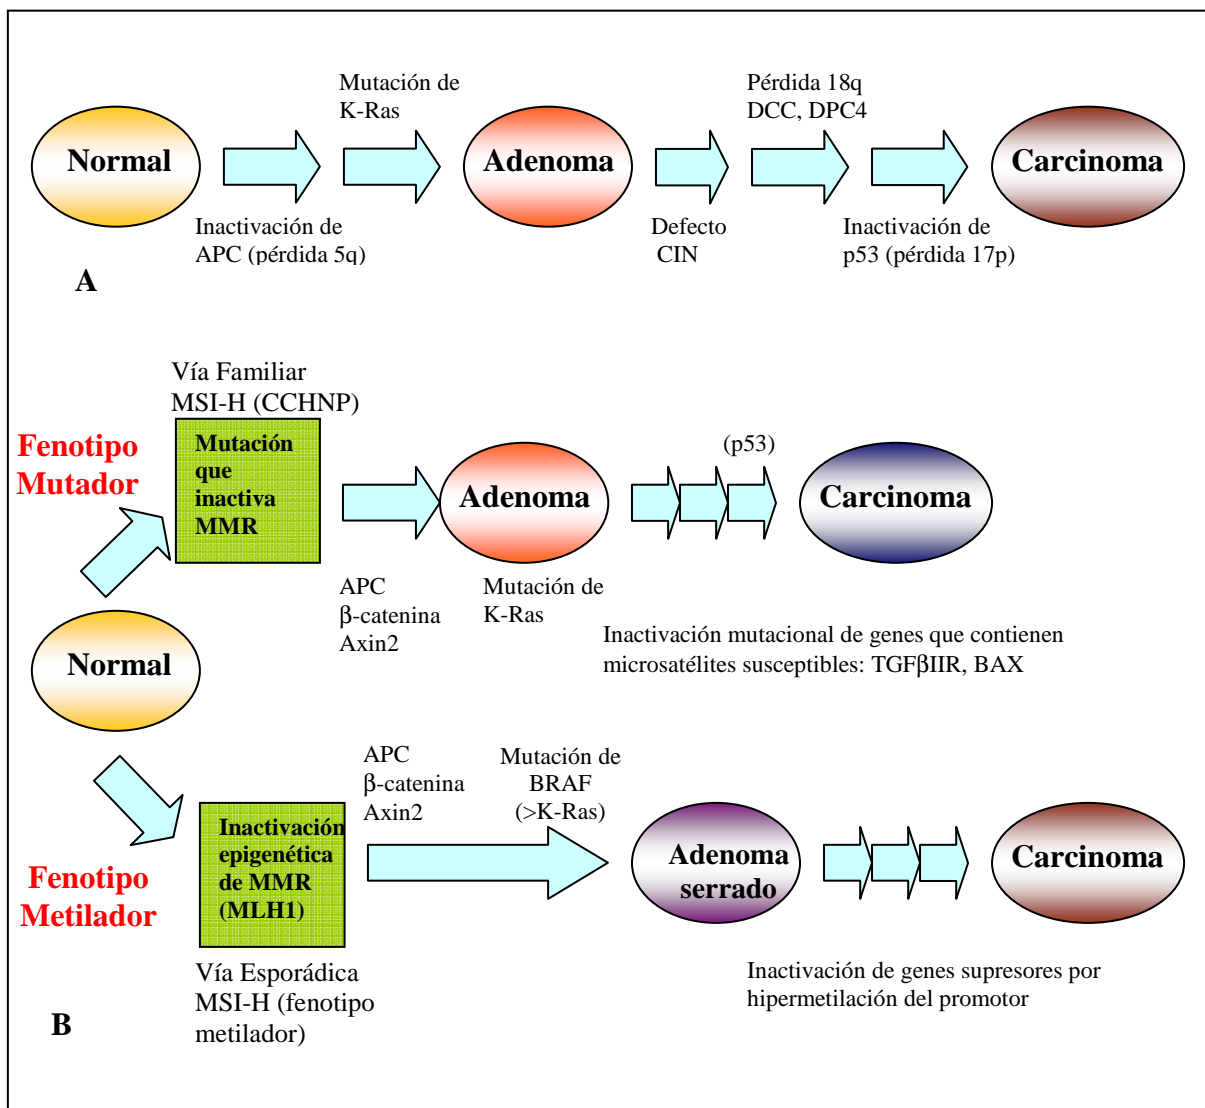 Mutación de
K-Ras
Pérdida 18q
DCC, DPC4
Normal
Adenoma
Carcinoma
Inactivación de
APC (pérdida 5q)
Defecto
CIN
Inactivación de
p53 (pérdida 17p)
A
Vía Familiar
MSI-H (CCHNP)
Fenotipo
Mutador
Mutación
que
inactiva
MMR
(p53)
Adenoma
Carcinoma
APC
β-catenina
Axin2
Mutación de
K-Ras
Inactivación mutacional de genes que contienen
microsatélites susceptibles: TGFβIIR, BAX
Normal
APC
β-catenina
Axin2
Mutación de
BRAF
(>K-Ras)
Fenotipo
Metilador
Inactivación
epigenética
de MMR
(MLH1)
Adenoma
serrado
Carcinoma
Vía Esporádica
MSI-H (fenotipo
metilador)
Inactivación de genes supresores por
hipermetilación del promotor
B